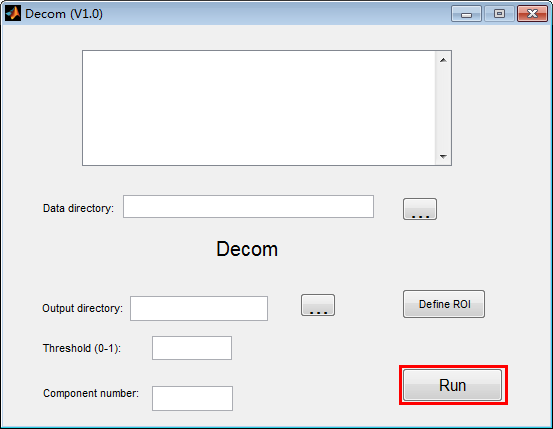 Decom (V1.0)
Data directory:
...
Decom
Output directory:
...
Define ROI
Threshold (0-1):
Component number:
Run